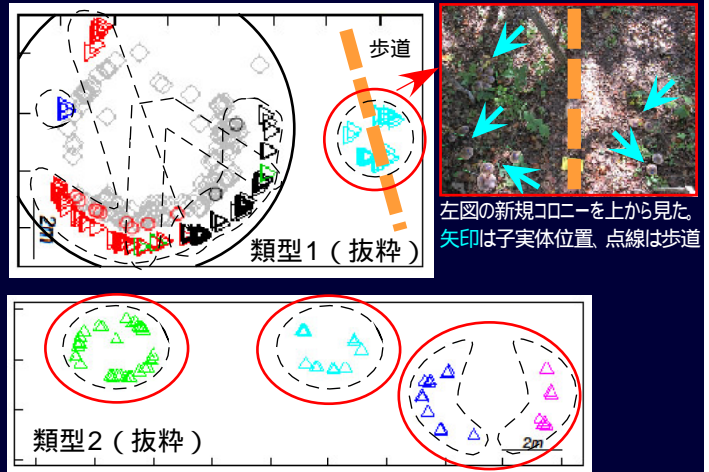 歩道
2m
類型1(抜粋)
左図の新規コロニーを上から見た。
矢印は子実体位置、点線は歩道
類型2(抜粋)
2m